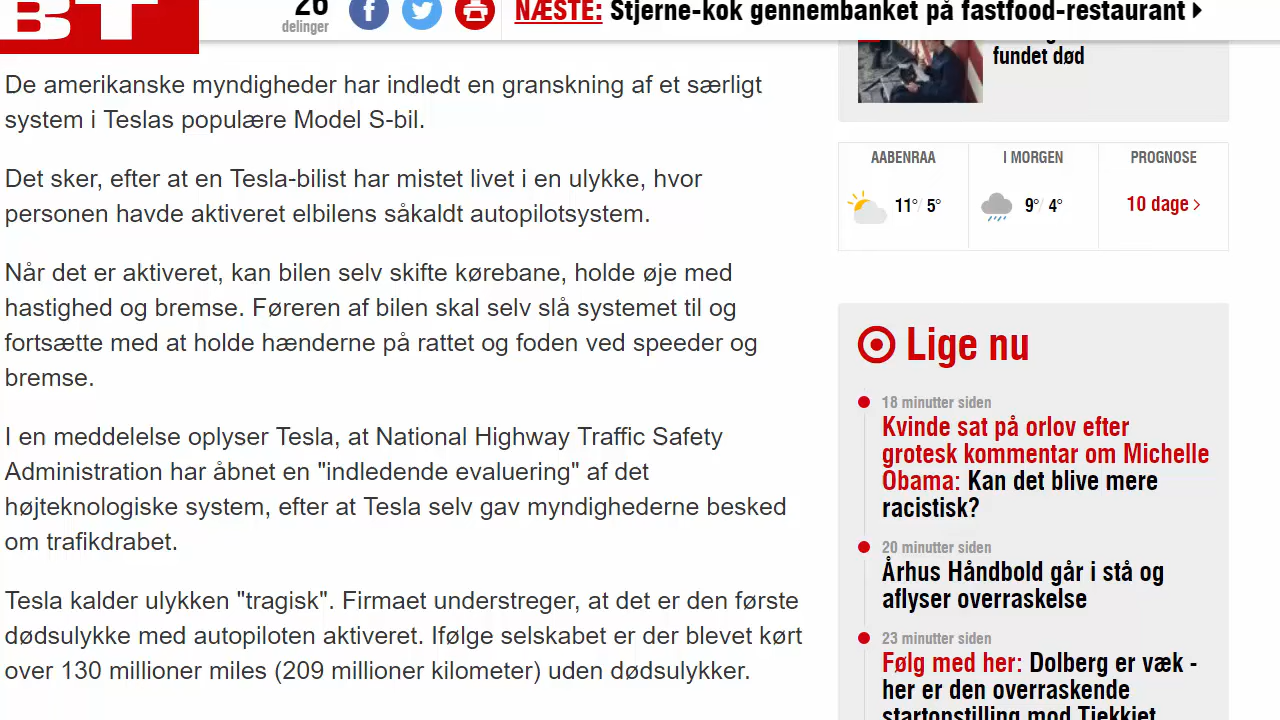 BT
26
delinger
NÆSTE: Stjerne-kok gennembanket på fastfood-restaurant
De amerikanske myndigheder har indledt en granskning af et særligt
system i Teslas populære Model S-bil.
Det sker, efter at en Tesla-bilist har mistet livet i en ulykke, hvor
personen havde aktiveret elbilens såkaldt autopilotsystem.
Når det er aktiveret, kan bilen selv skifte kørebane, holde øje med
hastighed og bremse. Føreren af bilen skal selv slå systemet til og
fortsætte med at holde hænderne på rattet og foden ved speeder og
bremse.
I en meddelelse oplyser Tesla, at National Highway Traffic Safety
Administration har åbnet en "indledende evaluering" af det
højteknologiske system, efter at Tesla selv gav myndighederne besked
om trafikdrabet.
Tesla kalder ulykken "tragisk". Firmaet understreger, at det er den første
dødsulykke med autopiloten aktiveret. Ifølge selskabet er der blevet kørt
over 130 millioner miles (209 millioner kilometer) uden dødsulykker.
fundet død
AABENRAA
11°/ 5°
I MORGEN
9°/ 4°
PROGNOSE
10 dage
Lige nu
18 minutter siden
Kvinde sat på orlov efter
grotesk kommentar om Michelle
Obama: Kan det blive mere
racistisk?
20 minutter siden
Århus Håndbold går i stå og
aflyser overraskelse
23 minutter siden
Følg med her: Dolberg er væk -
her er den overraskende
startopstilling mod Tjekkiet